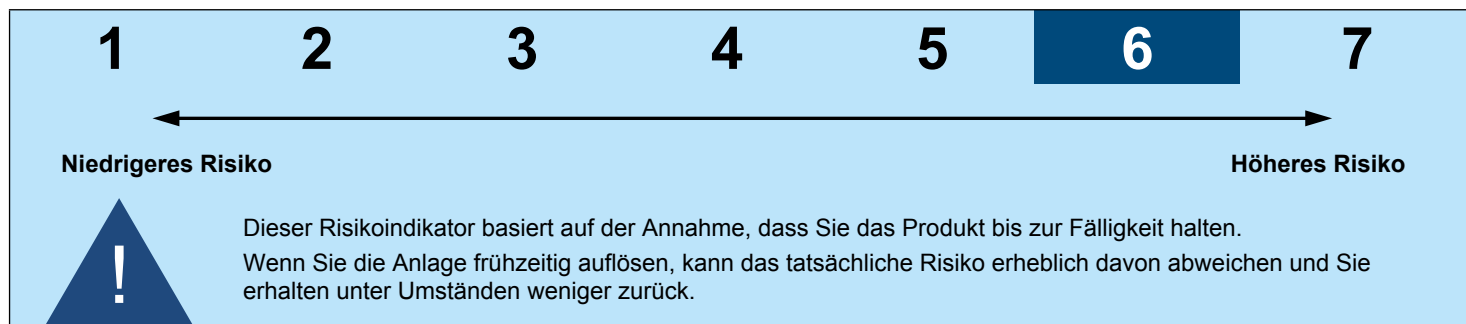 1 2 3 4 5 6 7
Niedrigeres Risiko Höheres Risiko
Dieser Risikoindikator basiert auf der Annahme, dass Sie das Produkt bis zur Fälligkeit halten.
Wenn Sie die Anlage frühzeitig auflösen, kann das tatsächliche Risiko erheblich davon abweichen und Sie
erhalten unter Umständen weniger zurück.
!